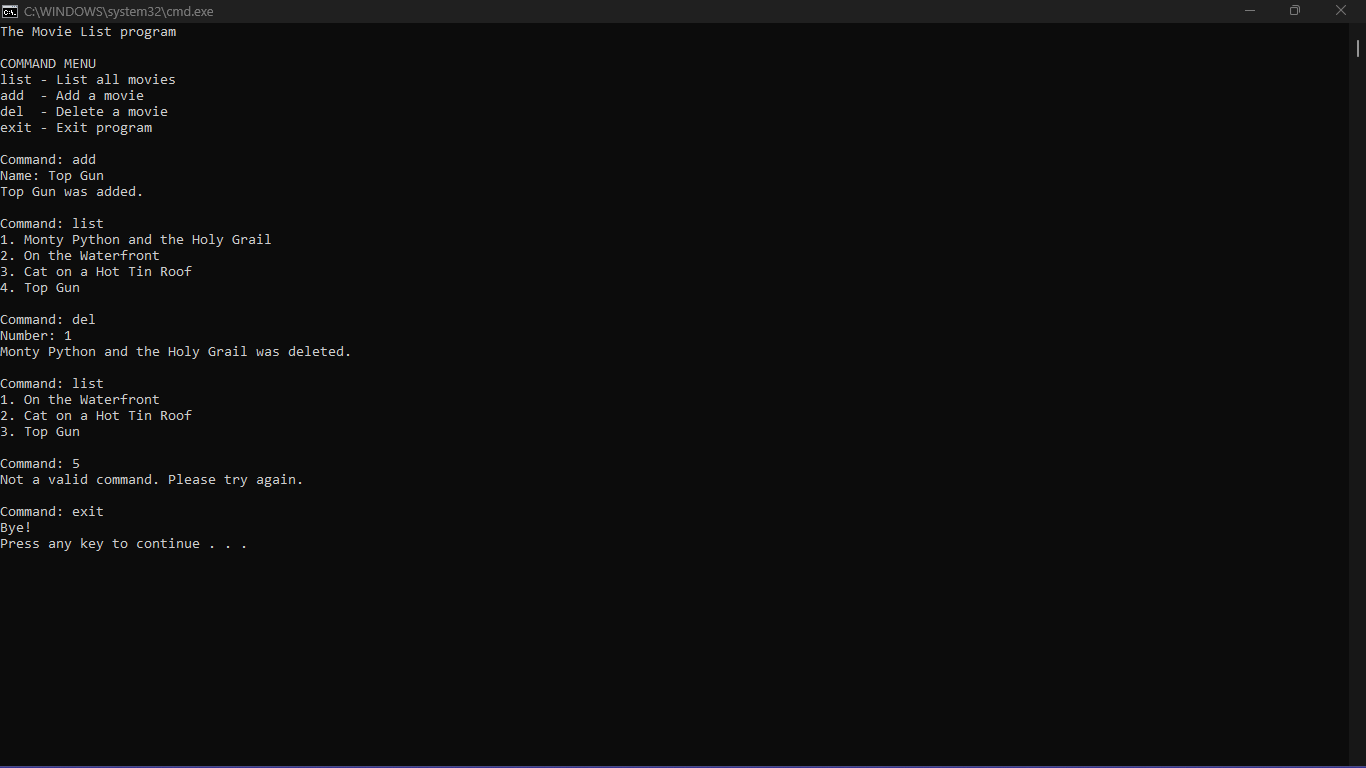 C:\WINDOWS\system32\cmd.exe
The Movie List program
COMMAND MENU
list - List all movies
add  - Add a movie
del  - Delete a movie
exit - Exit program
Command: add
Name: Top Gun
Top Gun was added.
Command: list
1. Monty Python and the Holy Grail
2. On the Waterfront
3. Cat on a Hot Tin Roof
4. Top Gun
Command: del
Number: 1
Monty Python and the Holy Grail was deleted.
Command: list
1. On the Waterfront
2. Cat on a Hot Tin Roof
3. Top Gun
Command: 5
Not a valid command. Please try again.
Command: exit
Bye!
Press any key to continue . . .